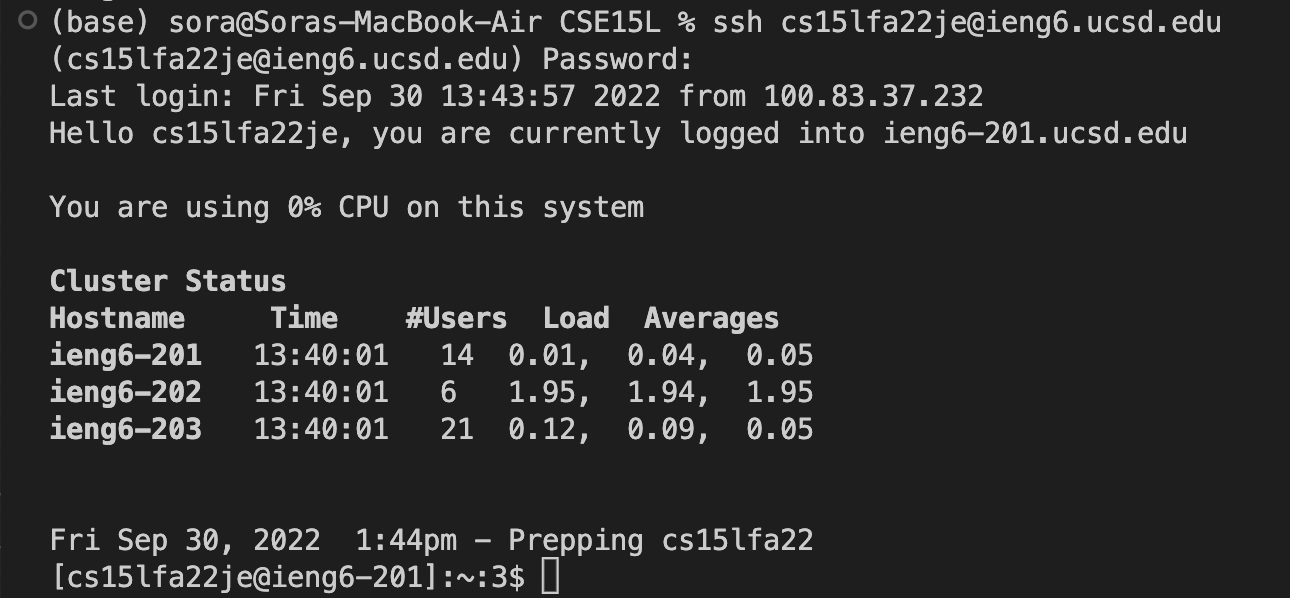 (base) sora@Soras-MacBook-Air CSE15L % ssh cs15lfa22je@ieng6.ucsd.edu
(cs15lfa22je@ieng6.ucsd.edu) Password:
Last login: Fri Sep 30 13:43:57 2022 from 100.83.37.232
Hello cs15lfa22je, you are currently logged into ieng6-201.ucsd.edu
You are using 0% CPU on this system
Cluster Status
Hostname     Time    #Users  Load  Averages
ieng6-201   13:40:01   14  0.01,  0.04,  0.05
ieng6-202   13:40:01   6   1.95,  1.94,  1.95
ieng6-203   13:40:01   21  0.12,  0.09,  0.05
Fri Sep 30, 2022  1:44pm - Prepping cs15lfa22
[cs15lfa22je@ieng6-201]:~:3$